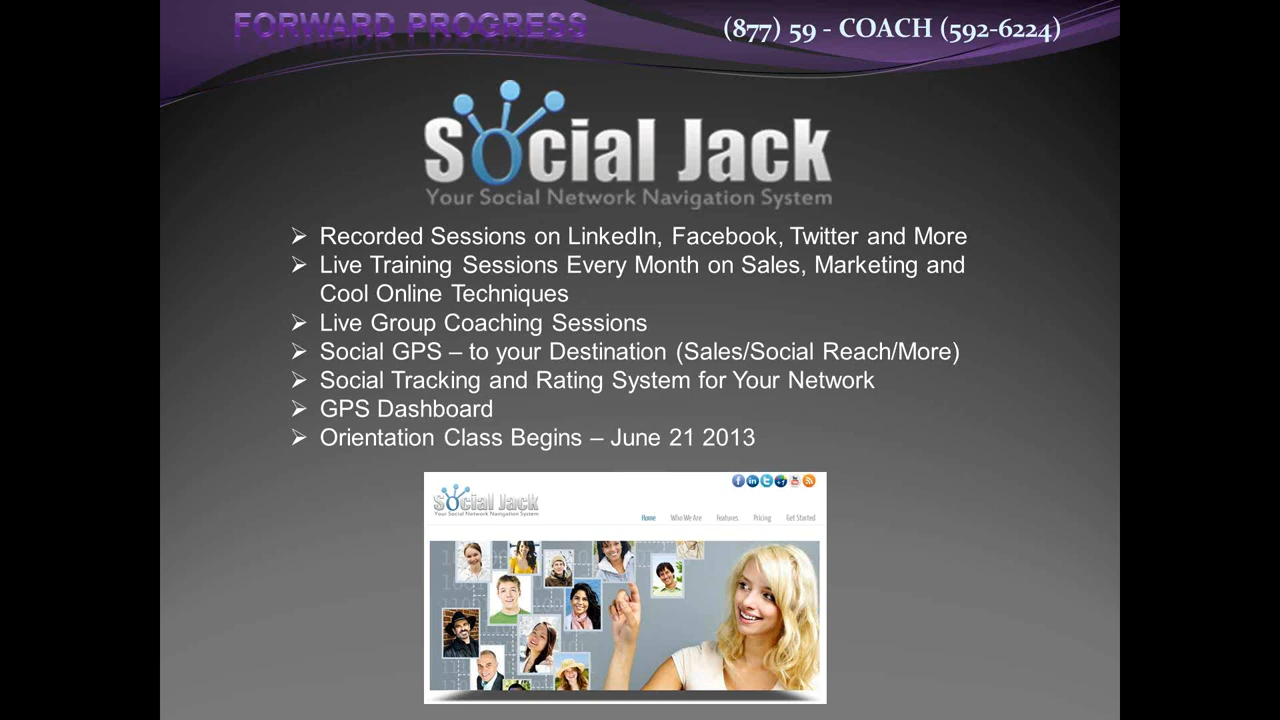 FORWARD PROGRESS
(877) 59 - COACH (592-6224)
Social Jack
Your Social Network Navigation System
➢ Recorded Sessions on LinkedIn, Facebook, Twitter and More
➢ Live Training Sessions Every Month on Sales, Marketing and
Cool Online Techniques
➢ Live Group Coaching Sessions
➢ Social GPS – to your Destination (Sales/Social Reach/More)
➢ Social Tracking and Rating System for Your Network
➢ GPS Dashboard
➢ Orientation Class Begins – June 21 2013
Social Jack
Your Social Network Navigation System
Home Who We Are Features Pricing Get Started